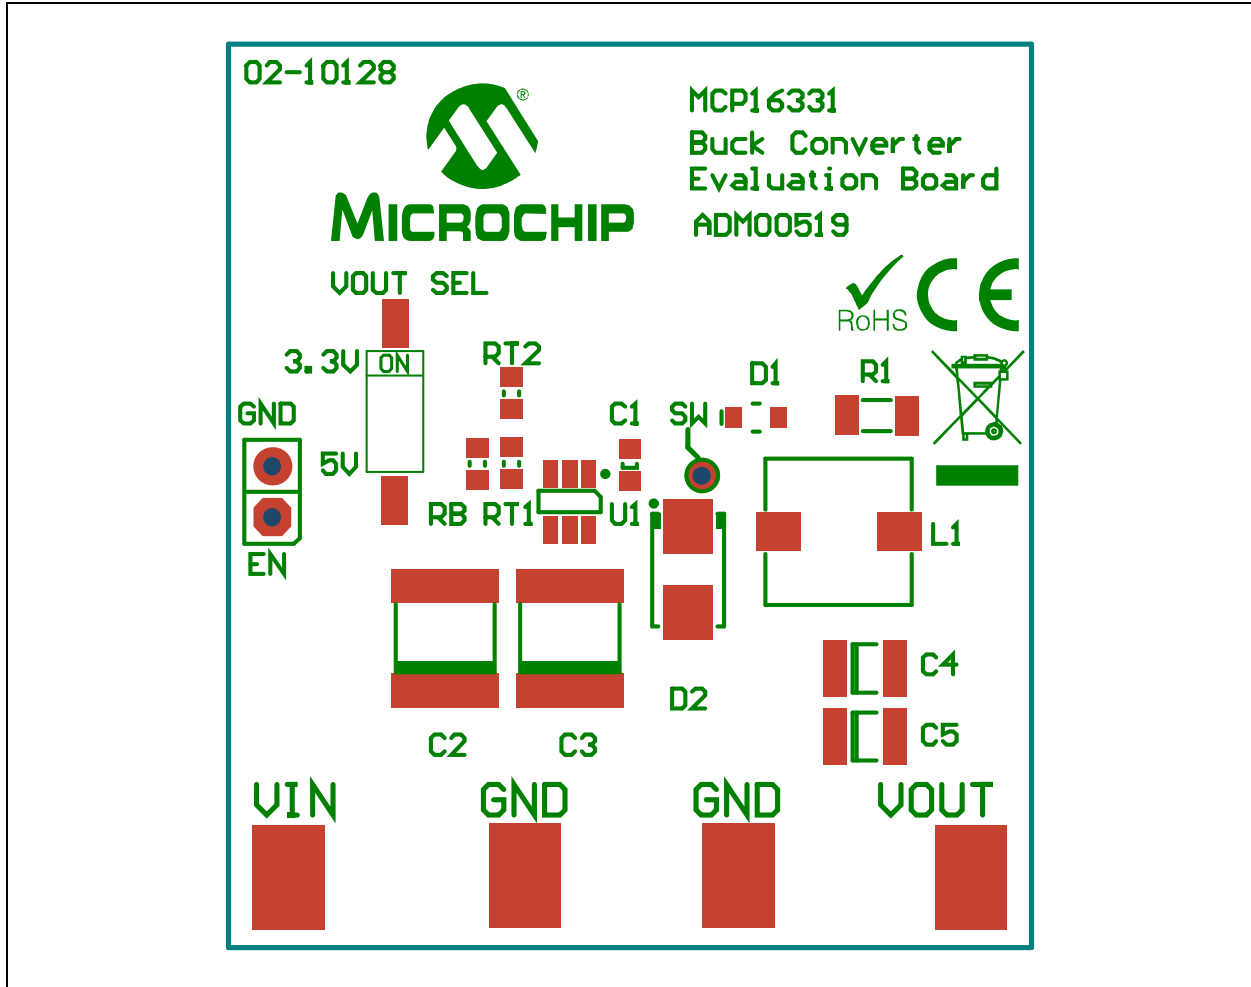 02-10128
®
MICROCHIP
MCP16331
Buck Converter
Evaluation Board
ADM00519
VOUT SEL
RoHS CE
3.3V ON
RT2
D1
R1
GND
C1
SW
5V
RB RT1
U1
L1
EN
C4
D2
C5
C2
C3
VIN
GND
GND
VOUT